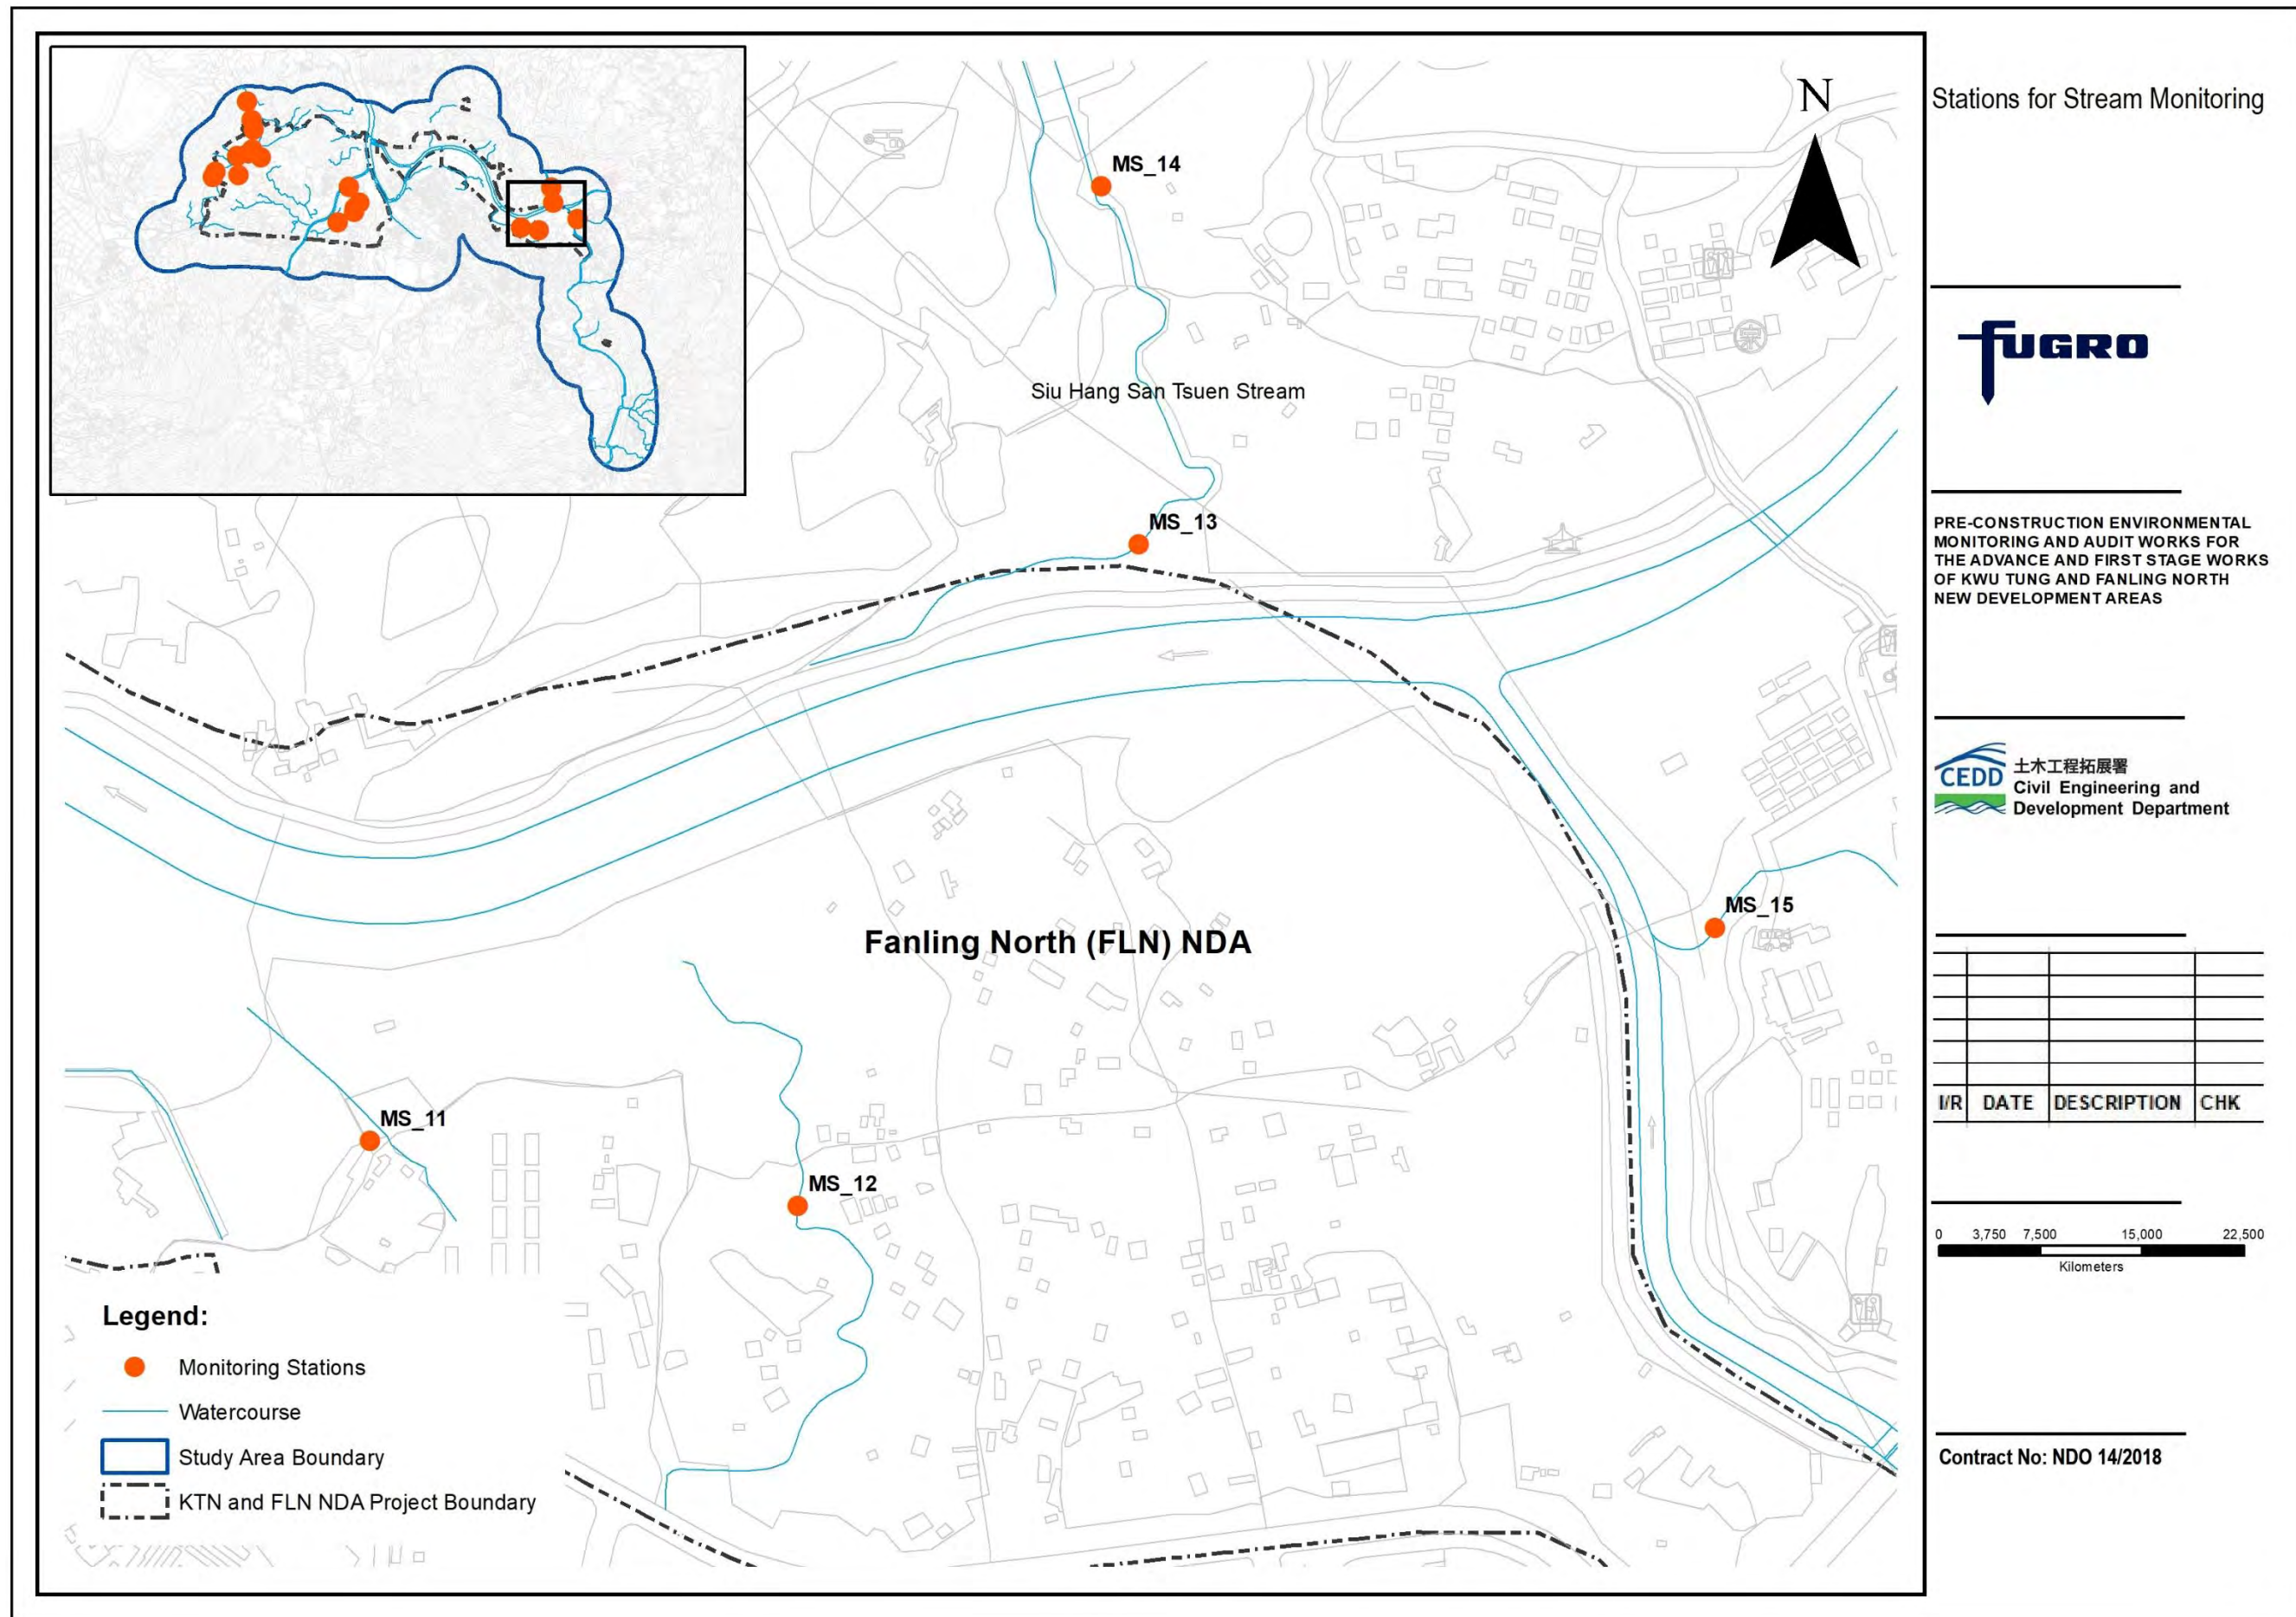 N
MS_14
Siu Hang San Tsuen Stream
MS_13
Fanling North (FLN) NDA
MS_15
MS_11
MS_12
Legend:
Monitoring Stations
Watercourse
Study Area Boundary
KTN and FLN NDA Project Boundary
Stations for Stream Monitoring
FUGRO
PRE-CONSTRUCTION ENVIRONMENTAL
MONITORING AND AUDIT WORKS FOR
THE ADVANCE AND FIRST STAGE WORKS
OF KWU TUNG AND FANLING NORTH
NEW DEVELOPMENT AREAS
CEDD
土木工程拓展署
Civil Engineering and
Development Department
I/R DATE DESCRIPTION CHK
0 3,750 7,500 15,000 22,500
Kilometers
Contract No: NDO 14/2018